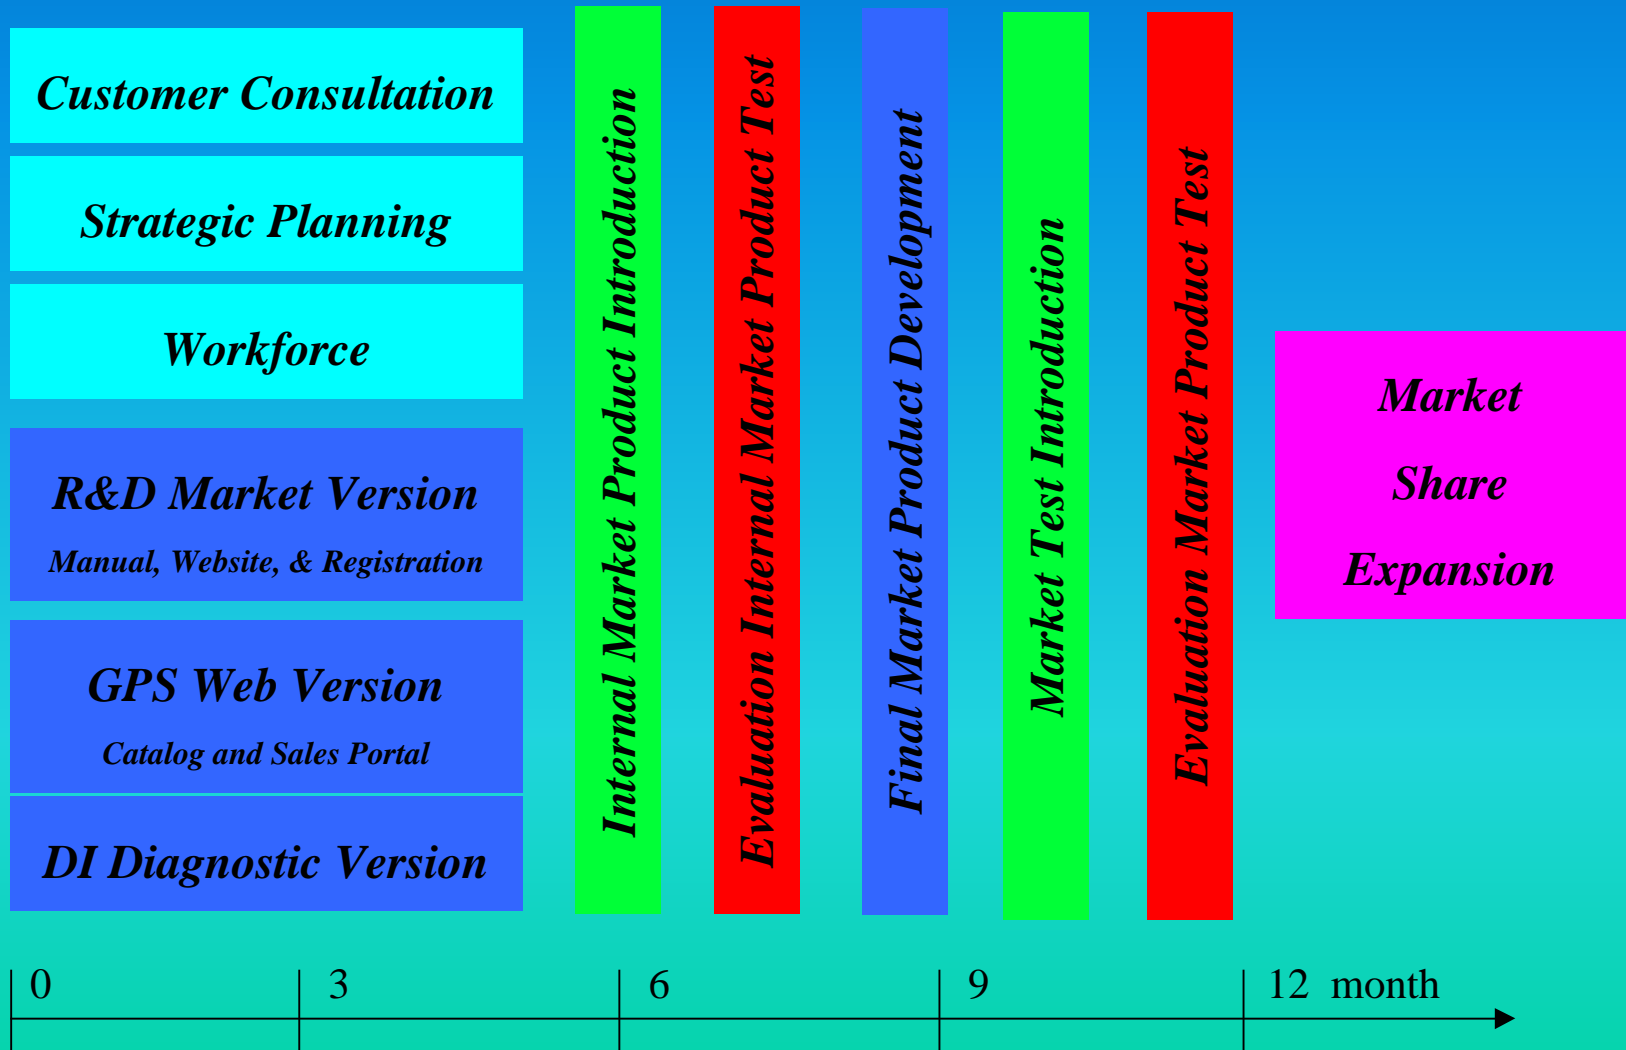 Customer Consultation
Strategic Planning
Workforce
R&D Market Version
Manual, Website, & Registration
GPS Web Version
Catalog and Sales Portal
DI Diagnostic Version
Internal Market Product Introduction
Evaluation Internal Market Product Test
Final Market Product Development
Market Test Introduction
Evaluation Market Product Test
Market
Share
Expansion
0 3 6 9 12 month